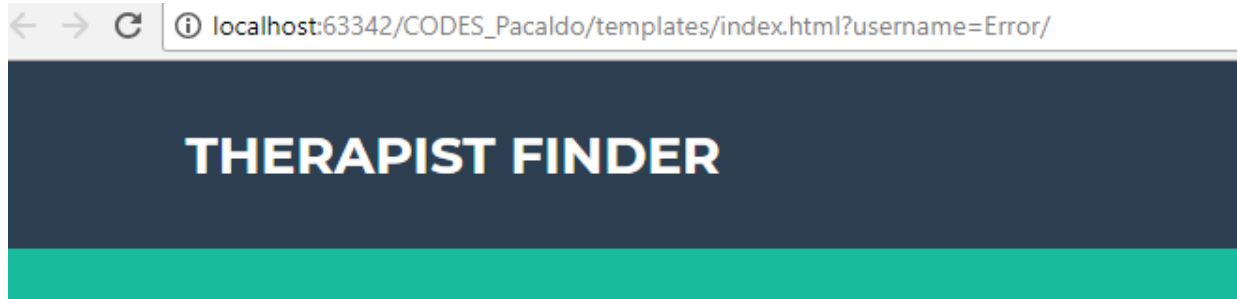 localhost:63342/CODES_Pacaldo/templates/index.html?username=Error/
THERAPIST FINDER